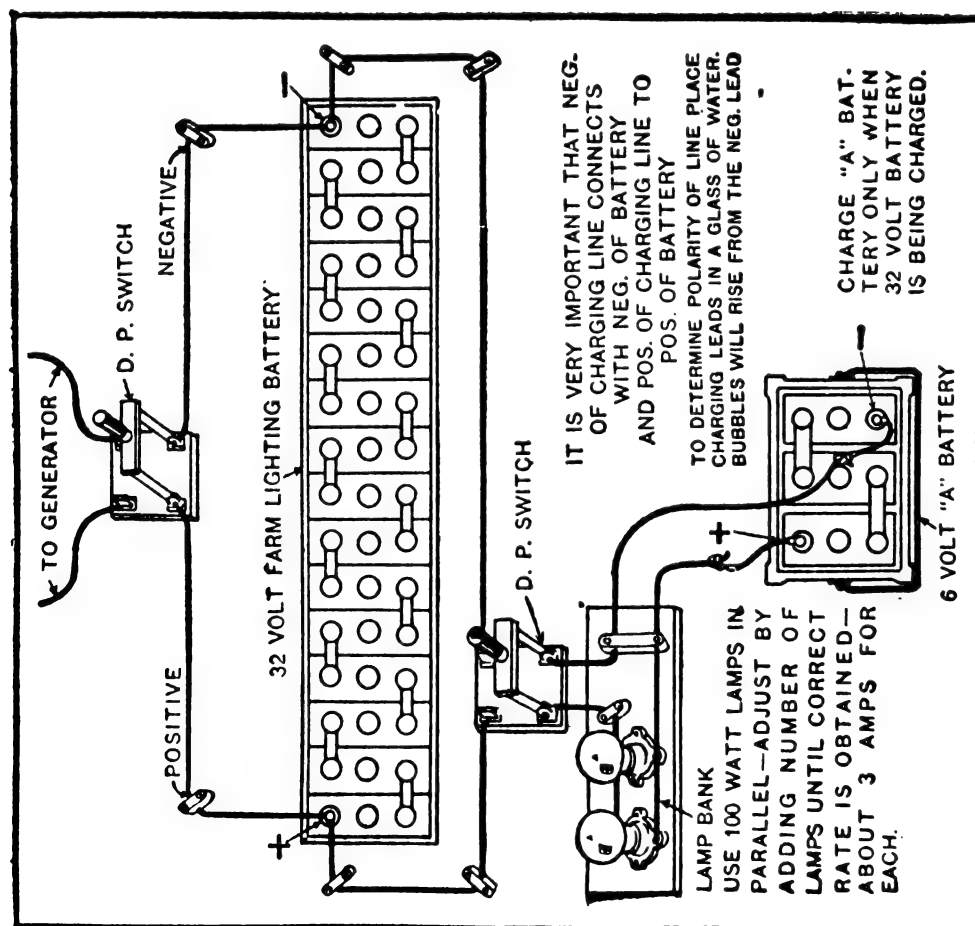 TO GENERATOR
D. P. SWITCH
NEGATIVE
POSITIVE
32 VOLT FARM LIGHTING BATTERY
+
−
D. P. SWITCH
IT IS VERY IMPORTANT THAT NEG.
OF CHARGING LINE CONNECTS
WITH NEG. OF BATTERY
AND POS. OF CHARGING LINE TO
POS. OF BATTERY
TO DETERMINE POLARITY OF LINE PLACE
CHARGING LEADS IN A GLASS OF WATER.
BUBBLES WILL RISE FROM THE NEG. LEAD
LAMP BANK
USE 100 WATT LAMPS IN
PARALLEL—ADJUST BY
ADDING NUMBER OF
LAMPS UNTIL CORRECT
RATE IS OBTAINED—
ABOUT 3 AMPS FOR
EACH.
+
−
6 VOLT "A" BATTERY
CHARGE "A" BAT-
TERY ONLY WHEN
32 VOLT BATTERY
IS BEING CHARGED.